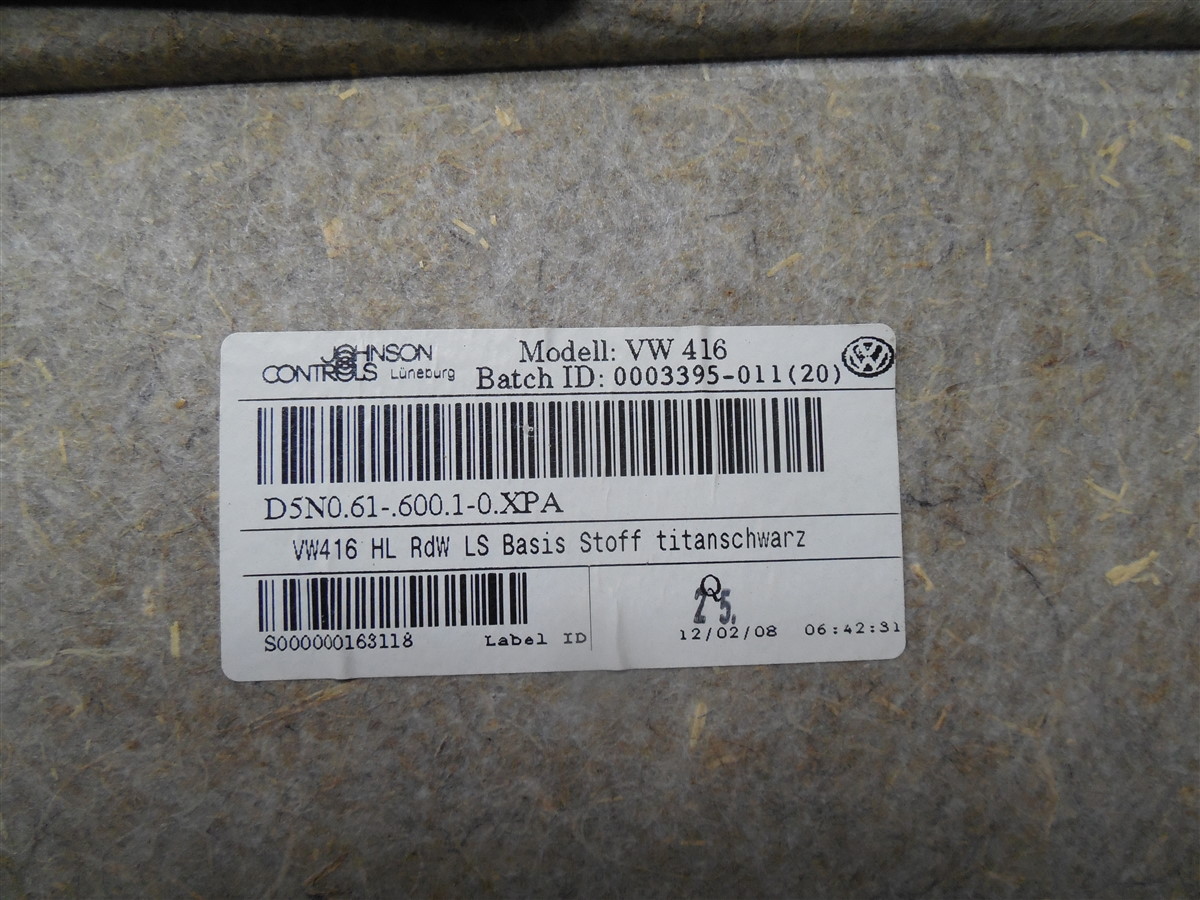 JOHNSON
CONTROLS Lüneburg
Modell: VW 416
Batch ID: 0003395-011(20)
D5N0.61-.600.1-0.XPA
VW416 HL RdW LS Basis Stoff titanschwarz
S000000163118 Label ID
Q
25.
12/02/08 06:42:31